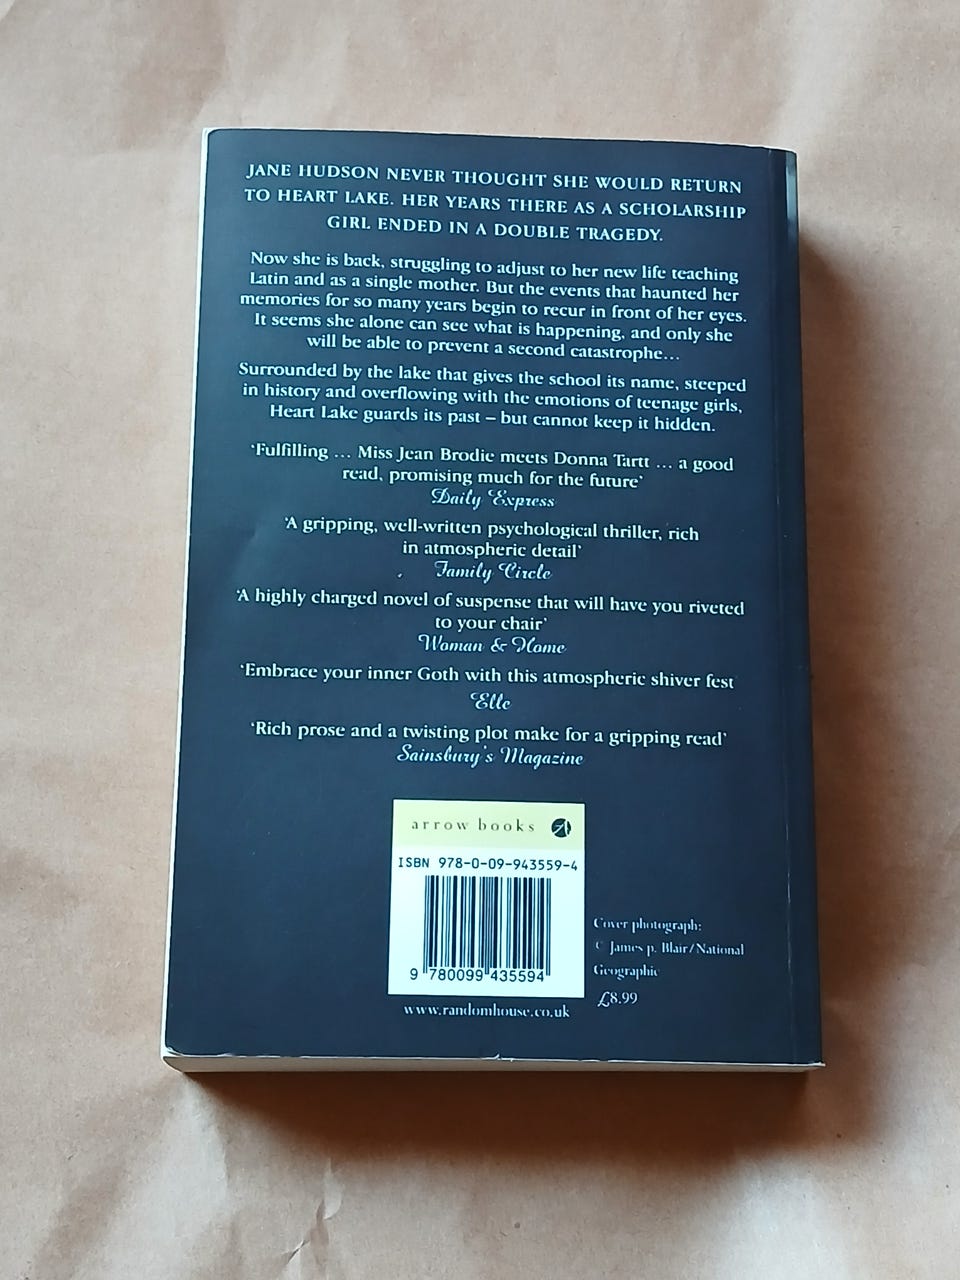 JANE HUDSON NEVER THOUGHT SHE WOULD RETURN
TO HEART LAKE. HER YEARS THERE AS A SCHOLARSHIP
GIRL ENDED IN A DOUBLE TRAGEDY.
Now she is back, struggling to adjust to her new life teaching
Latin and as a single mother. But the events that haunted her
memories for so many years begin to recur in front of her eyes.
It seems she alone can see what is happening, and only she
will be able to prevent a second catastrophe...
Surrounded by the lake that gives the school its name, steeped
in history and overflowing with the emotions of teenage girls,
Heart Lake guards its past – but cannot keep it hidden.
'Fulfilling ... Miss Jean Brodie meets Donna Tartt ... a good
read, promising much for the future'
Daily Express
'A gripping, well-written psychological thriller, rich
in atmospheric detail'
Family Circle
'A highly charged novel of suspense that will have you riveted
to your chair'
Woman & Home
'Embrace your inner Goth with this atmospheric shiver fest
Elle
'Rich prose and a twisting plot make for a gripping read'
Sainsbury's Magazine
arrow books
ISBN 978-0-09-943559-4
9 780099 435594
Cover photograph:
© James p. Blair/National
Geographic
£8.99
www.randomhouse.co.uk